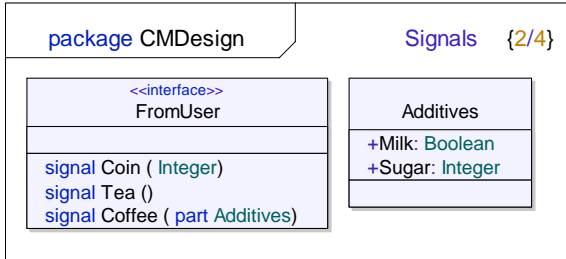 package CMDesign
Signals {2/4}
<<interface>>
FromUser
signal Coin ( Integer)
signal Tea ()
signal Coffee ( part Additives)
Additives
+Milk: Boolean
+Sugar: Integer